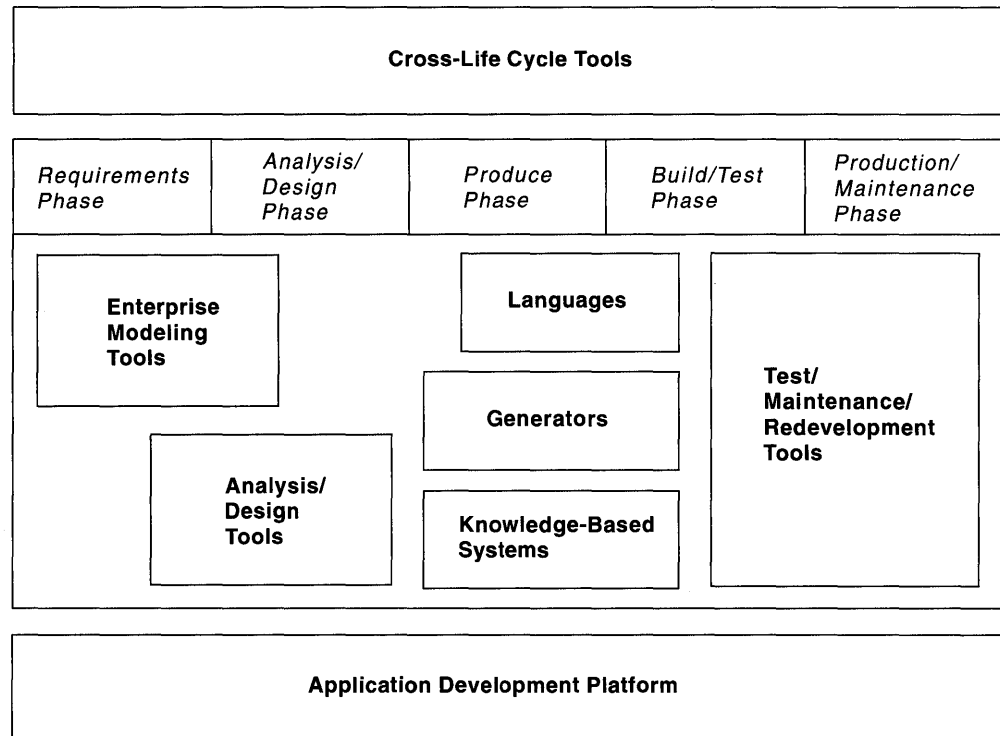 Cross-Life Cycle Tools
Requirements
Phase
Analysis/
Design
Phase
Produce
Phase
Build/Test
Phase
Production/
Maintenance
Phase
Enterprise
Modeling
Tools
Analysis/
Design
Tools
Languages
Generators
Knowledge-Based
Systems
Test/
Maintenance/
Redevelopment
Tools
Application Development Platform